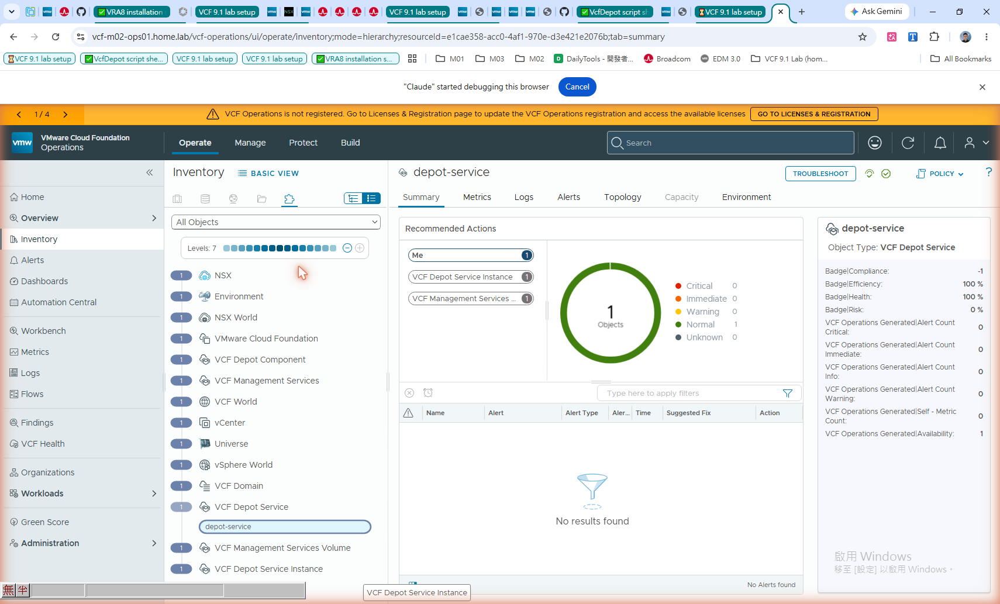 VRA8 installation
VCF 9.1 lab setup
NSX
VCF 9.1 lab setup
VcfDepot script sh
VCF 9.1 lab setup
Ask Gemini
vcf-m02-ops01.home.lab/vcf-operations/ui/operate/inventory;mode=hierarchy;resourceId=e1cae358-acc0-4af1-970e-d3e421e2076b;tab=summary
VCF 9.1 lab setup
VcfDepot script she...
VCF 9.1 lab setup
VCF 9.1 lab setup
VRA8 installation s...
M01
M03
M02
DailyTools - 開發者...
Broadcom
EDM 3.0
VCF 9.1 Lab (hom...
All Bookmarks
"Claude" started debugging this browser
Cancel
1 / 4
VCF Operations is not registered. Go to Licenses & Registration page to update the VCF Operations registration and access the available licenses
GO TO LICENSES & REGISTRATION
vmw
VMware Cloud Foundation
Operations
Operate
Manage
Protect
Build
Search
Home
Overview
Inventory
Alerts
Dashboards
Automation Central
Workbench
Metrics
Logs
Flows
Findings
VCF Health
Organizations
Workloads
Green Score
Administration
Inventory
BASIC VIEW
All Objects
Levels: 7
1 NSX
1 Environment
1 NSX World
1 VMware Cloud Foundation
1 VCF Depot Component
1 VCF Management Services
1 VCF World
1 vCenter
1 Universe
1 vSphere World
1 VCF Domain
1 VCF Depot Service
depot-service
1 VCF Management Services Volume
1 VCF Depot Service Instance
depot-service
TROUBLESHOOT
POLICY
?
Summary
Metrics
Logs
Alerts
Topology
Capacity
Environment
Recommended Actions
Me 1
VCF Depot Service Instance 1
VCF Management Services ... 1
1
Objects
Critical 0
Immediate 0
Warning 0
Normal 1
Unknown 0
Type here to apply filters
Name
Alert
Alert Type
Aler...
Time
Suggested Fix
Action
No results found
No Alerts found
depot-service
Object Type: VCF Depot Service
Badge|Compliance: -1
Badge|Efficiency: 100 %
Badge|Health: 100 %
Badge|Risk: 0 %
VCF Operations Generated|Alert Count
Critical: 0
VCF Operations Generated|Alert Count
Immediate: 0
VCF Operations Generated|Alert Count
Info: 0
VCF Operations Generated|Alert Count
Warning: 0
VCF Operations Generated|Self - Metric
Count: 0
VCF Operations Generated|Availability: 1
啟用 Windows
移至 [設定] 以啟用 Windows。
無 半
VCF Depot Service Instance